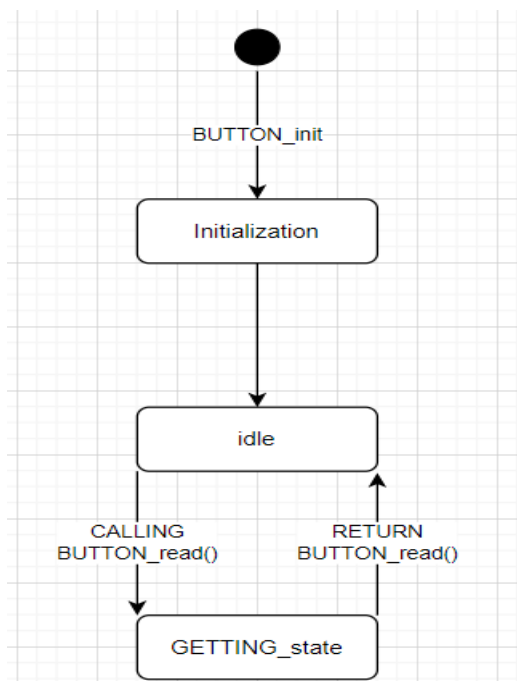 BUTTON_init
Initialization
idle
CALLING
BUTTON_read()
RETURN
BUTTON_read()
GETTING_state